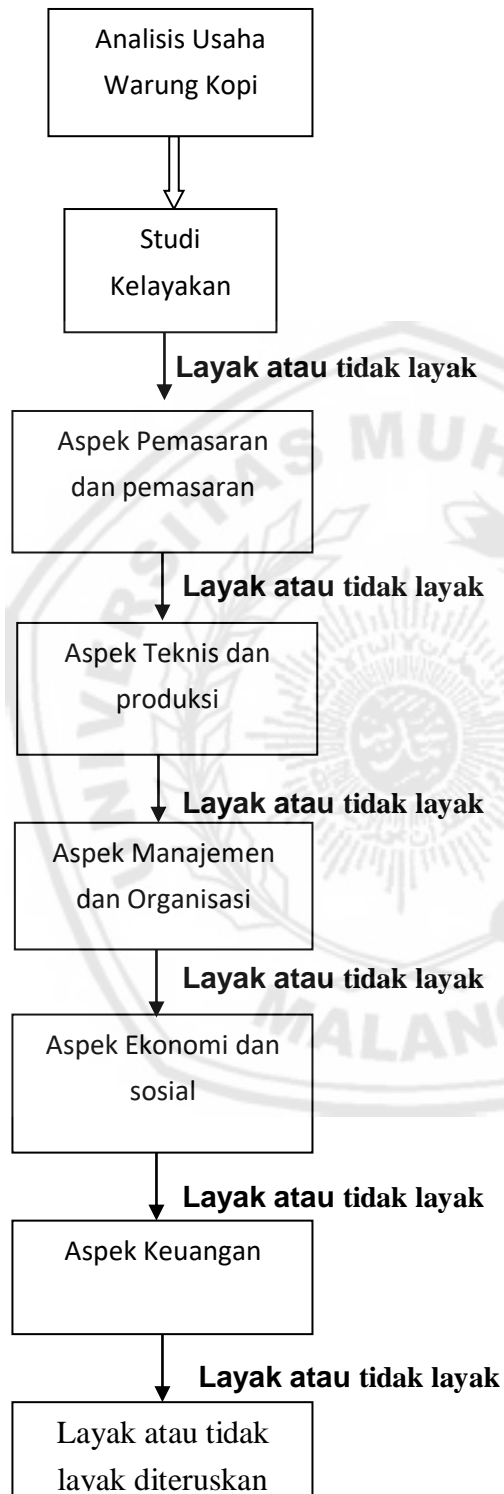 Analisis Usaha
Warung Kopi
Studi
Kelayakan
Layak atau tidak layak
Aspek Pemasaran
dan pemasaran
Layak atau tidak layak
Aspek Teknis dan
produksi
Layak atau tidak layak
Aspek Manajemen
dan Organisasi
Layak atau tidak layak
Aspek Ekonomi dan
sosial
Layak atau tidak layak
Aspek Keuangan
Layak atau tidak layak
Layak atau tidak
layak diteruskan
UNIVERSITAS
MALANG